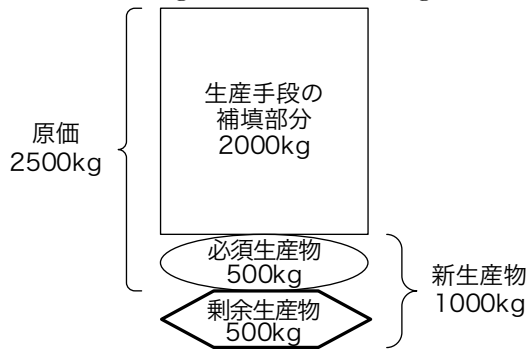 原価
2500kg
生産手段の
補填部分
2000kg
必須生産物
500kg
剰余生産物
500kg
新生産物
1000kg